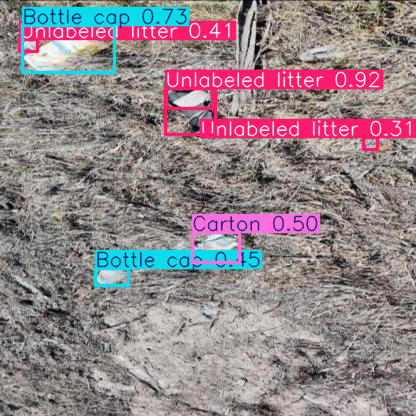 Bottle cap 0.73
Unlabeled litter 0.41
Unlabeled litter 0.92
Unlabeled litter 0.31
Carton 0.50
Bottle cap 0.45